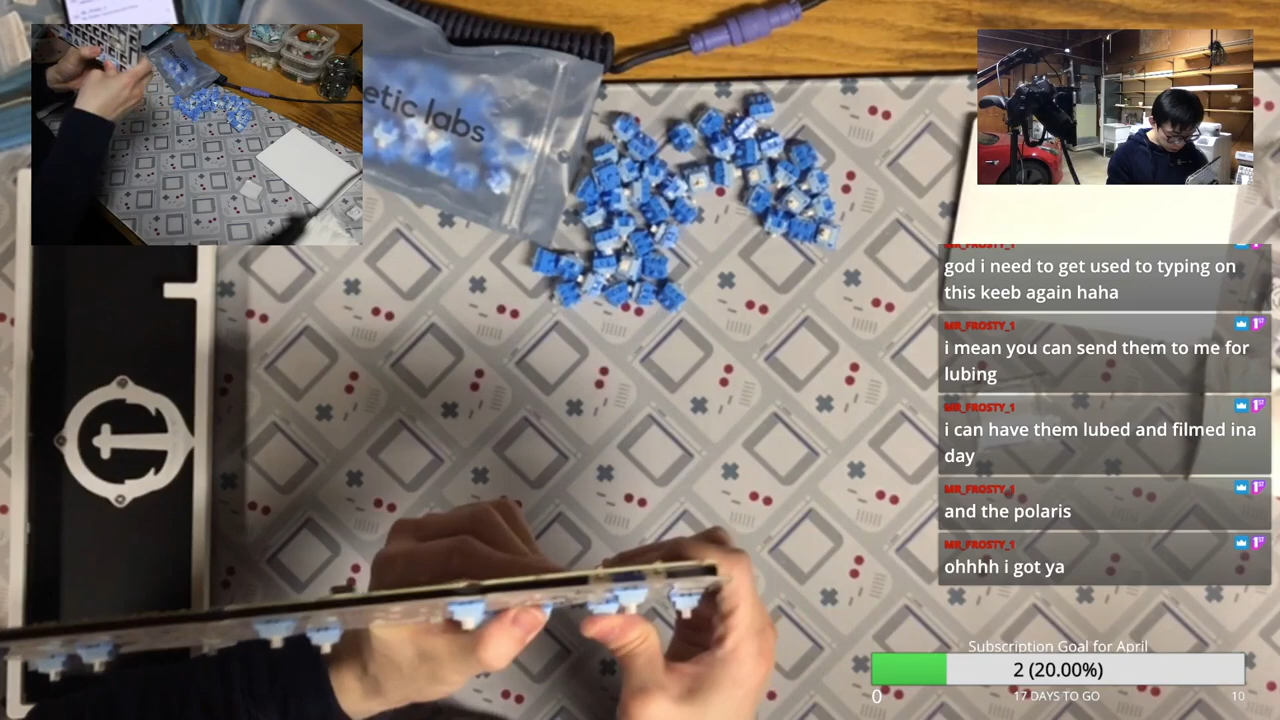 etic labs
MR_FROSTY_1
god i need to get used to typing on
this keeb again haha
MR_FROSTY_1
i mean you can send them to me for
lubing
MR_FROSTY_1
i can have them lubed and filmed ina
day
MR_FROSTY_1
and the polaris
MR_FROSTY_1
ohhhh i got ya
Subscription Goal for April
2 (20.00%)
0
17 DAYS TO GO
10